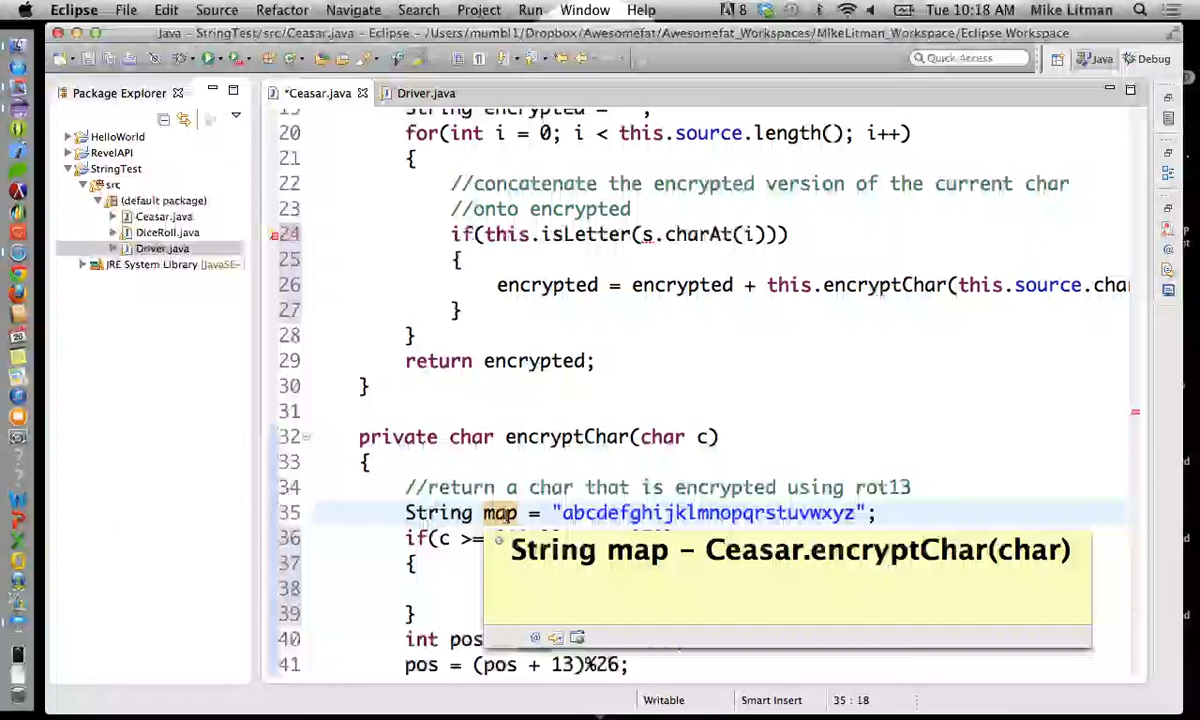 Eclipse File Edit Source Refactor Navigate Search Project Run Window Help 8 Tue 10:18 AM Mike Litman
Java - StringTest/src/Ceasar.java - Eclipse - /Users/mumbl1/Dropbox/Awesomefat/Awesomefat_Workspaces/MikeLitman_Workspace/Eclipse Workspace
Quick Access Java Debug
Package Explorer
*Ceasar.java Driver.java
HelloWorld
RevelAPI
StringTest
src
(default package)
Ceasar.java
DiceRoll.java
Driver.java
JRE System Library [JavaSE-
19 String encrypted = "";
20 for(int i = 0; i < this.source.length(); i++)
21 {
22 //concatenate the encrypted version of the current char
23 //onto encrypted
24 if(this.isLetter(s.charAt(i)))
25 {
26 encrypted = encrypted + this.encryptChar(this.source.char
27 }
28 }
29 return encrypted;
30 }
31
32 private char encryptChar(char c)
33 {
34 //return a char that is encrypted using rot13
35 String map = "abcdefghijklmnopqrstuvwxyz";
36 if(c >=
String map - Ceasar.encryptChar(char)
37 {
38
39 }
40 int pos
41 pos = (pos + 13)%26;
Writable Smart Insert 35 : 18